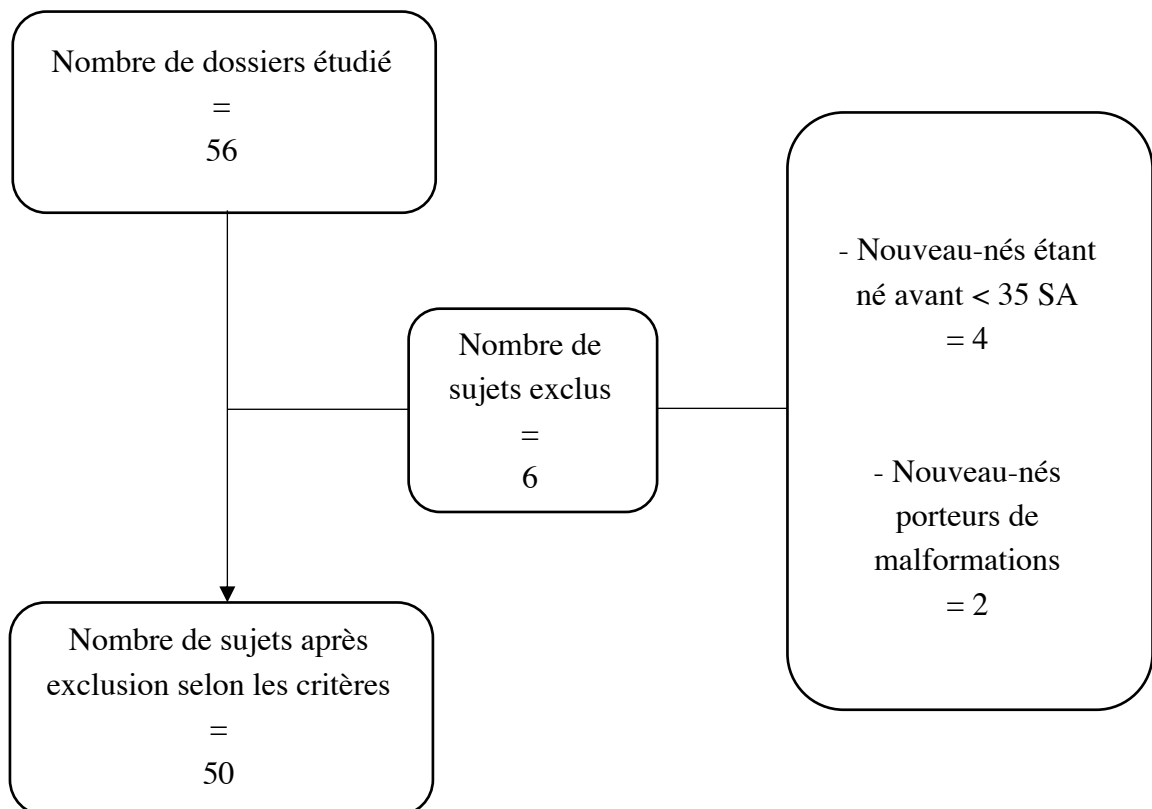 Nombre de dossiers étudié
=
56
Nombre de
sujets exclus
=
6
- Nouveau-nés étant
né avant < 35 SA
= 4
- Nouveau-nés
porteurs de
malformations
= 2
Nombre de sujets après
exclusion selon les critères
=
50